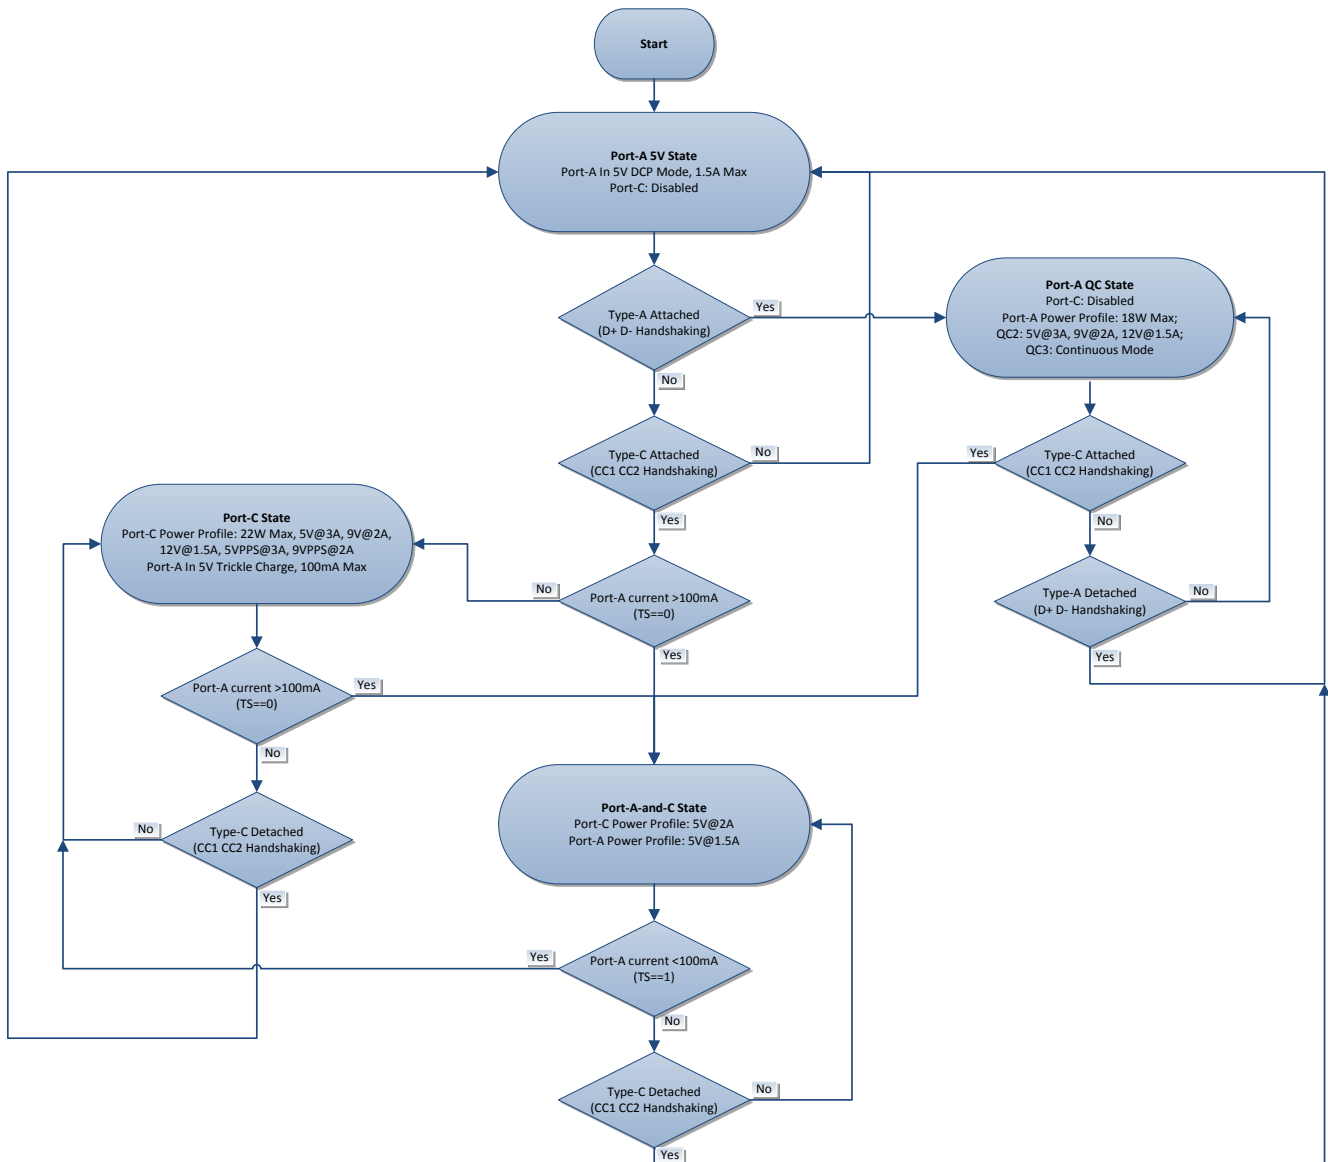 Start
Port-A 5V State
Port-A In 5V DCP Mode, 1.5A Max
Port-C: Disabled
Type-A Attached
(D+ D- Handshaking)
Yes
No
Port-A QC State
Port-C: Disabled
Port-A Power Profile: 18W Max;
QC2: 5V@3A, 9V@2A, 12V@1.5A;
QC3: Continuous Mode
Type-C Attached
(CC1 CC2 Handshaking)
No
Yes
Type-C Attached
(CC1 CC2 Handshaking)
Yes
No
Port-C State
Port-C Power Profile: 22W Max, 5V@3A, 9V@2A,
12V@1.5A, 5VPPS@3A, 9VPPS@2A
Port-A In 5V Trickle Charge, 100mA Max
Port-A current >100mA
(TS==0)
No
Yes
Type-A Detached
(D+ D- Handshaking)
No
Yes
Port-A current >100mA
(TS==0)
Yes
No
Type-C Detached
(CC1 CC2 Handshaking)
No
Yes
Port-A-and-C State
Port-C Power Profile: 5V@2A
Port-A Power Profile: 5V@1.5A
Port-A current <100mA
(TS==1)
Yes
No
Type-C Detached
(CC1 CC2 Handshaking)
No
Yes